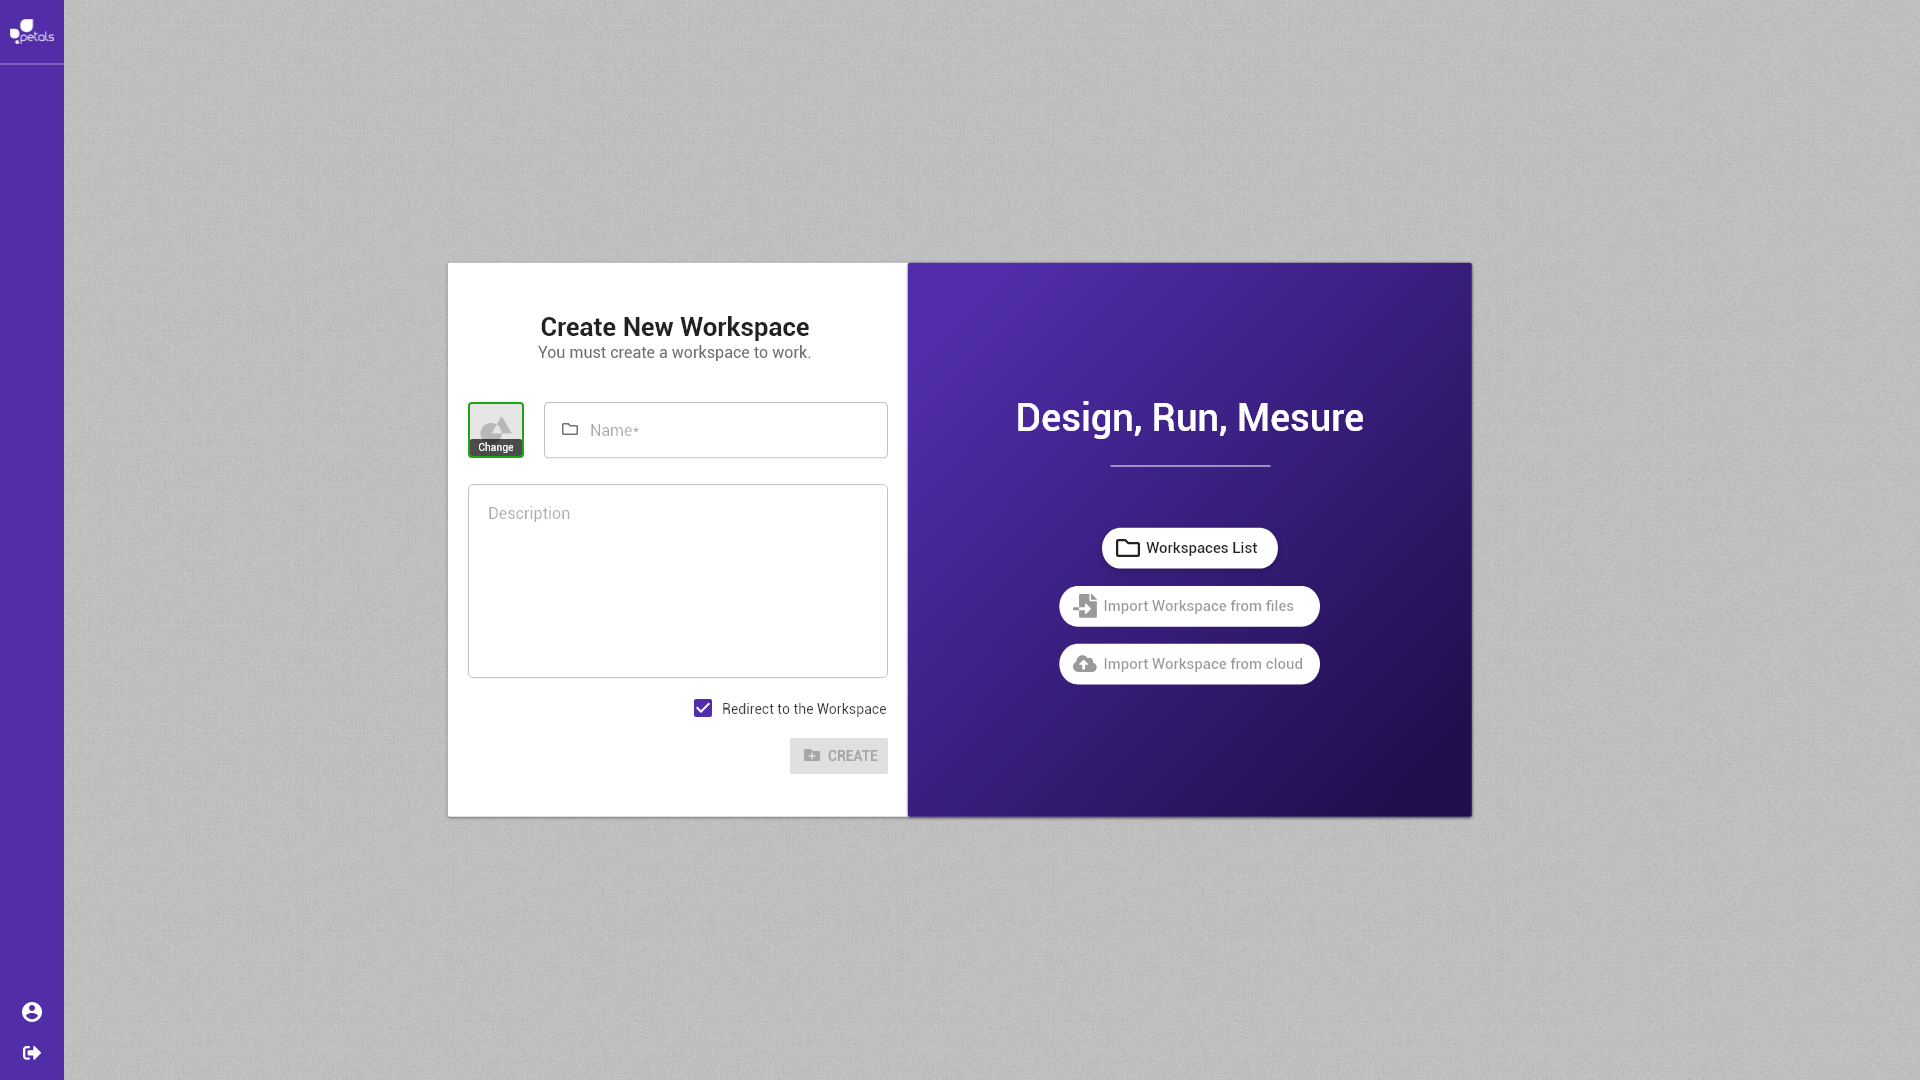 petals
Create New Workspace
You must create a workspace to work.
Change
Name*
Description
Redirect to the Workspace
CREATE
Design, Run, Mesure
Workspaces List
Import Workspace from files
Import Workspace from cloud